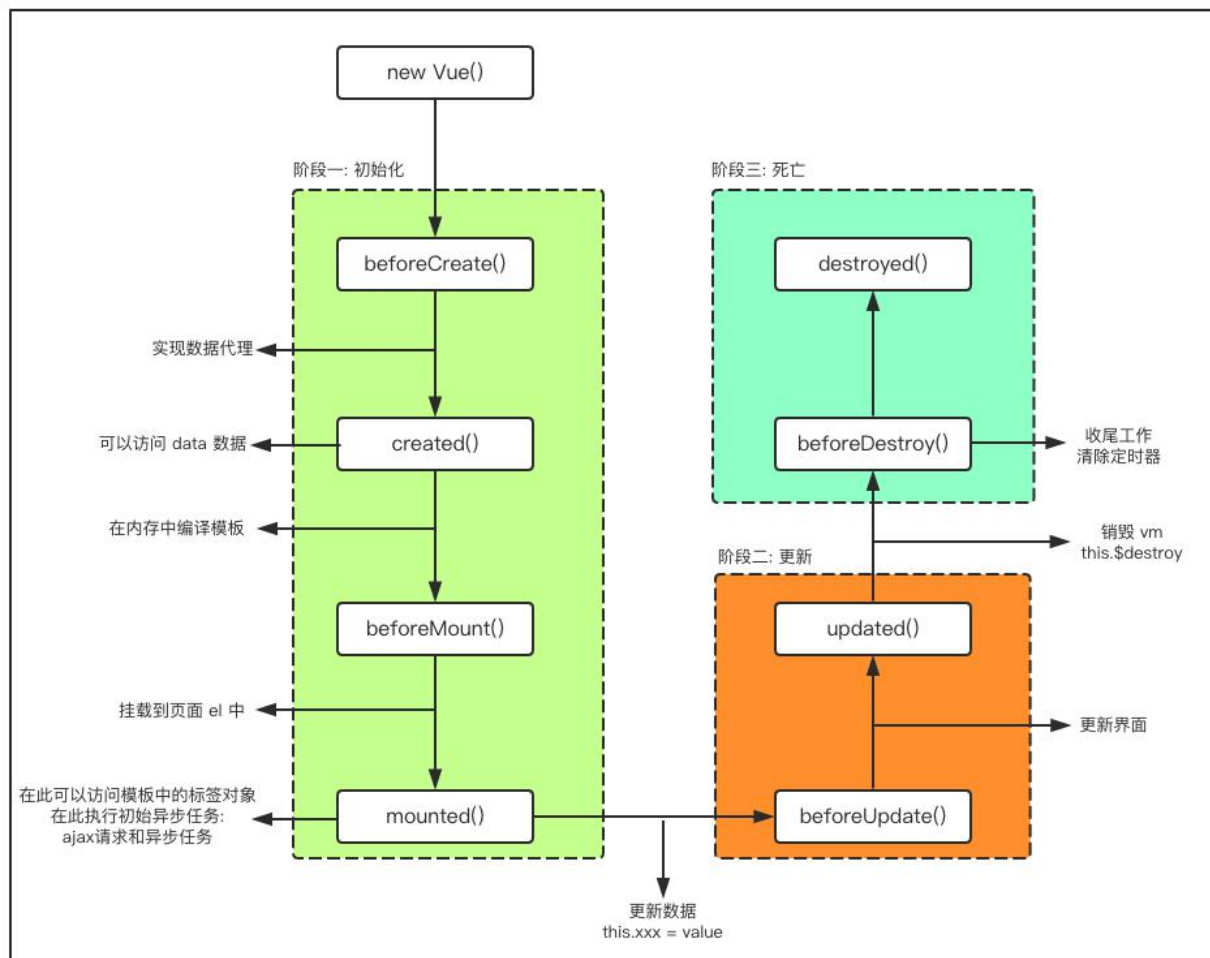 new Vue()
阶段一: 初始化
beforeCreate()
实现数据代理
created()
可以访问 data 数据
在内存中编译模板
beforeMount()
挂载到页面 el 中
mounted()
在此可以访问模板中的标签对象
在此执行初始异步任务:
ajax请求和异步任务
更新数据
this.xxx = value
阶段二: 更新
beforeUpdate()
更新界面
updated()
销毁 vm
this.$destroy
阶段三: 死亡
beforeDestroy()
收尾工作
清除定时器
destroyed()